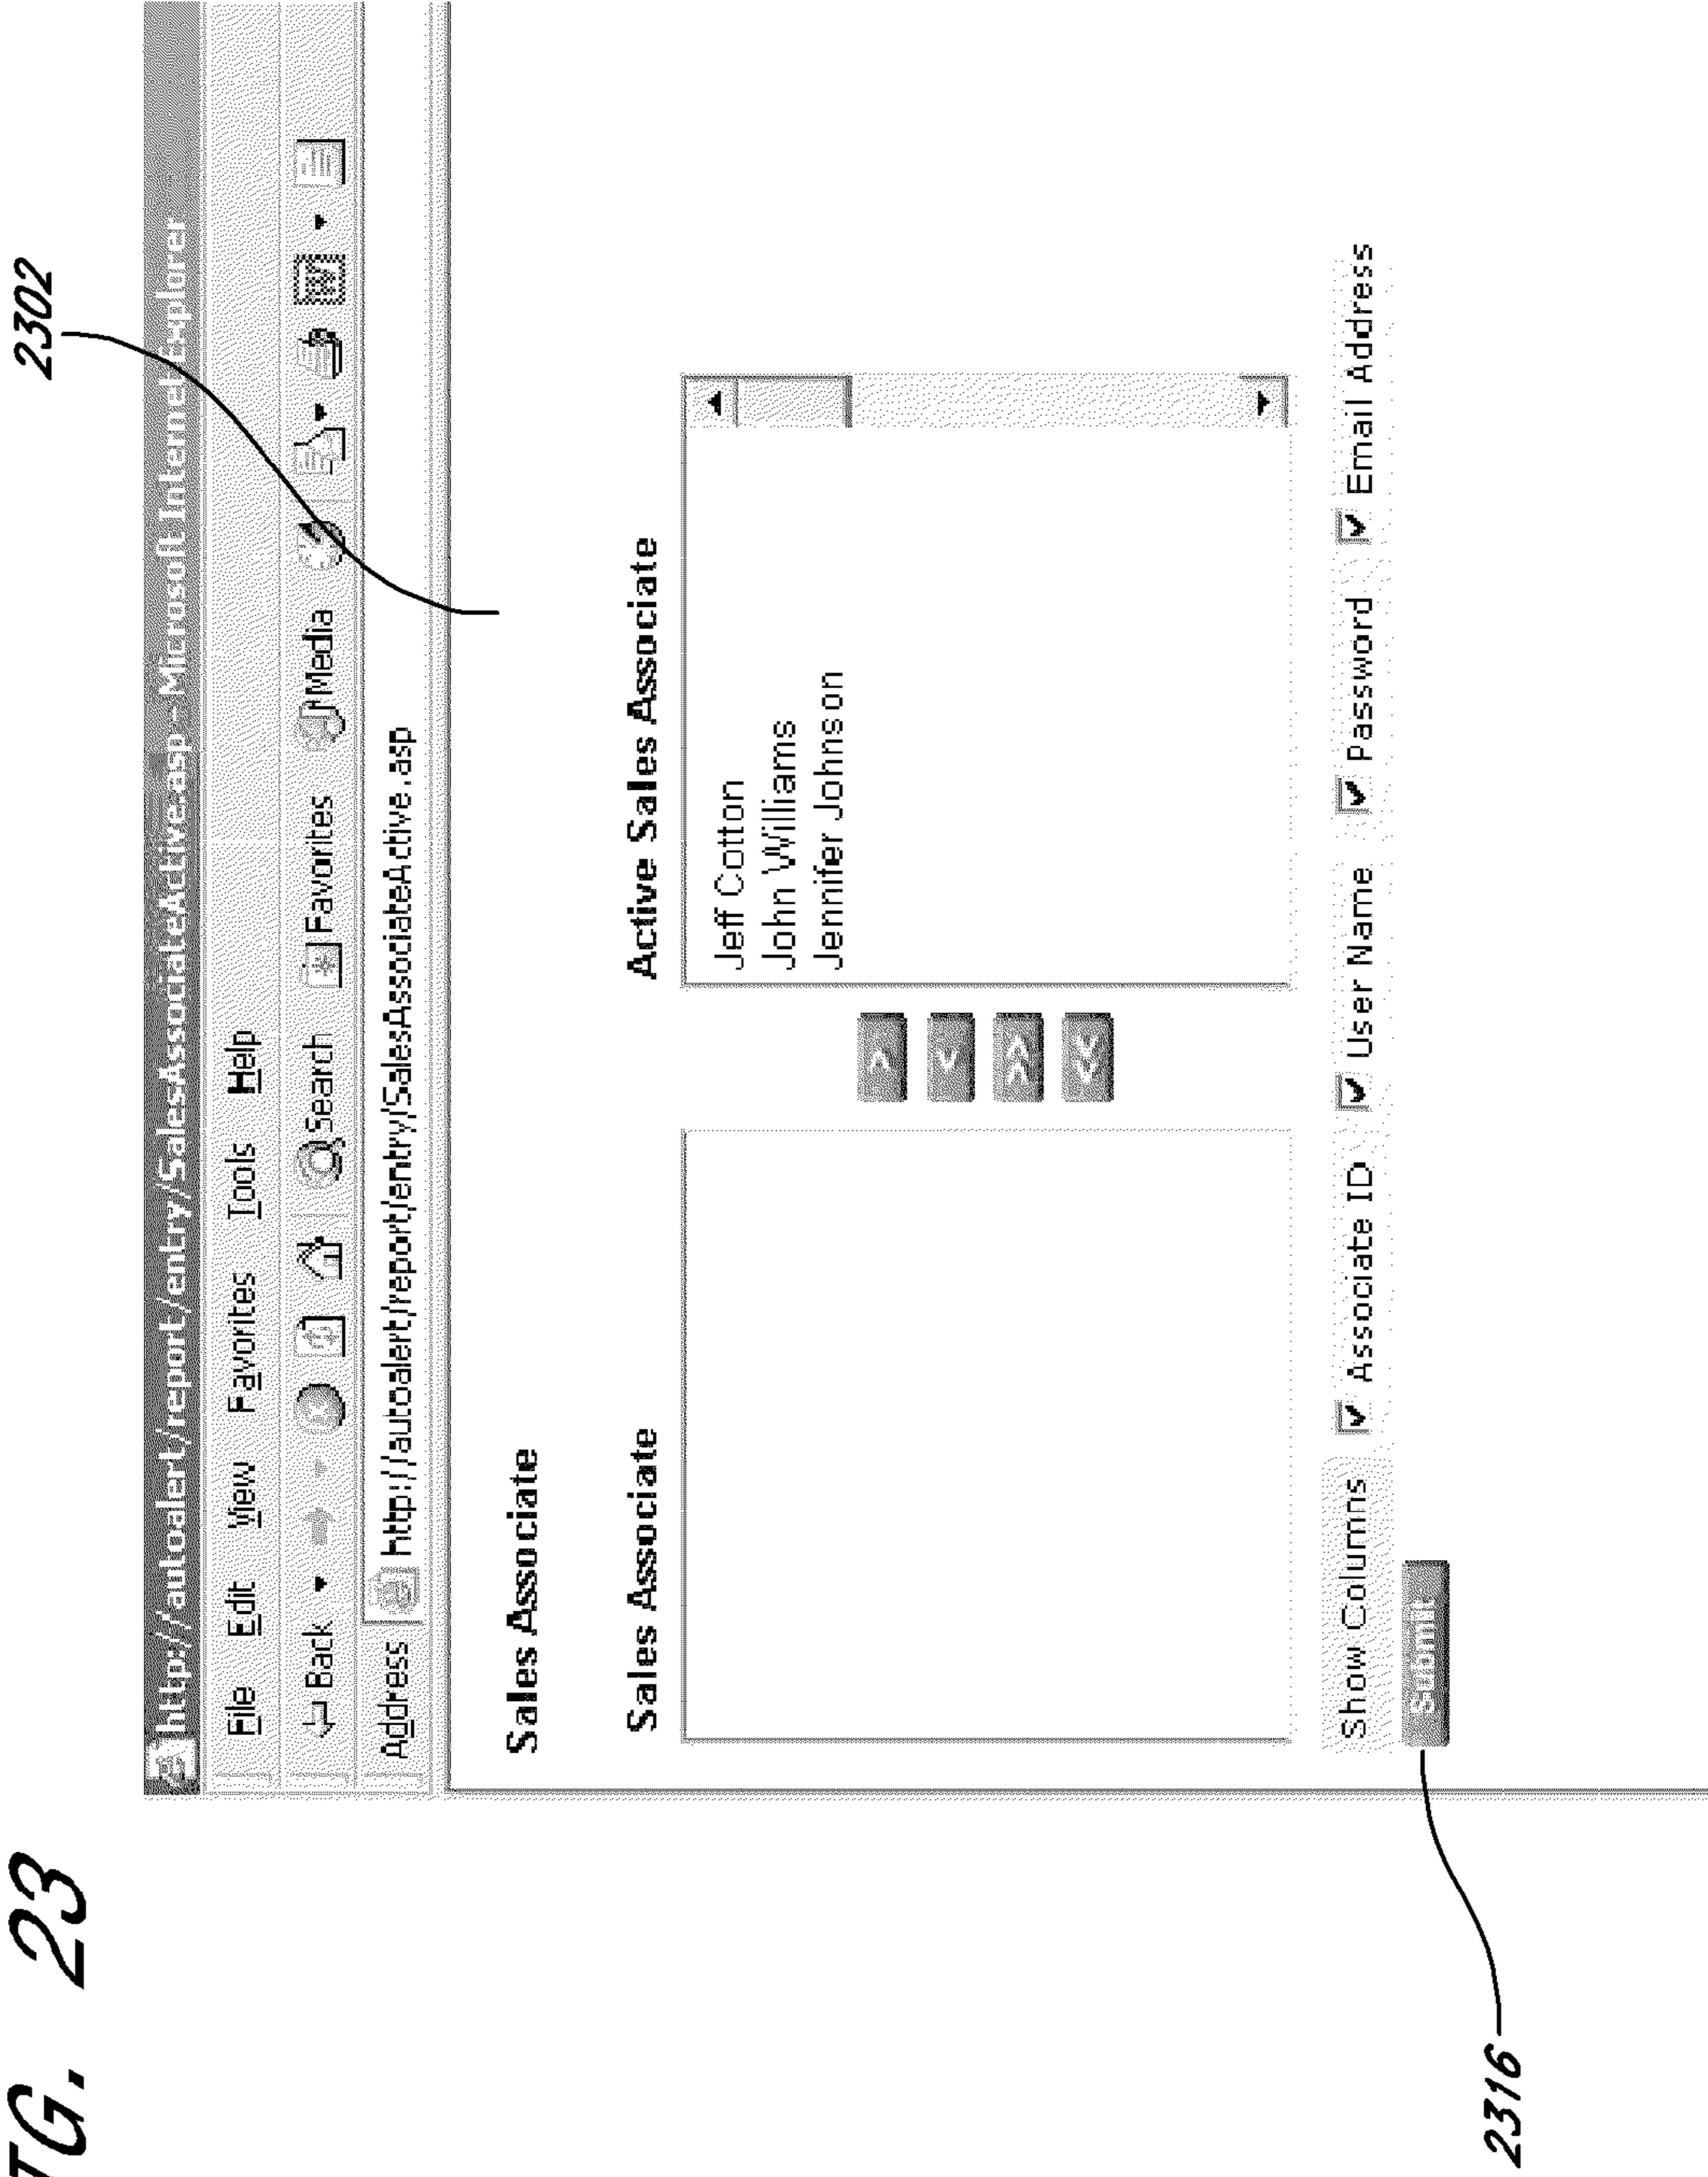 IG. 23
2302
http://autoalert/report/entry/SalesAssociateActive.asp - Microsoft Internet Explorer
File Edit View Favorites Tools Help
Back Search Favorites Media
Address http://autoalert/report/entry/SalesAssociateActive.asp
Sales Associate
Sales Associate Active Sales Associate
Jeff Cotton
John Williams
Jennifer Johnson
>
<
>>
<<
Show Columns Associate ID User Name Password Email Address
Submit
2316